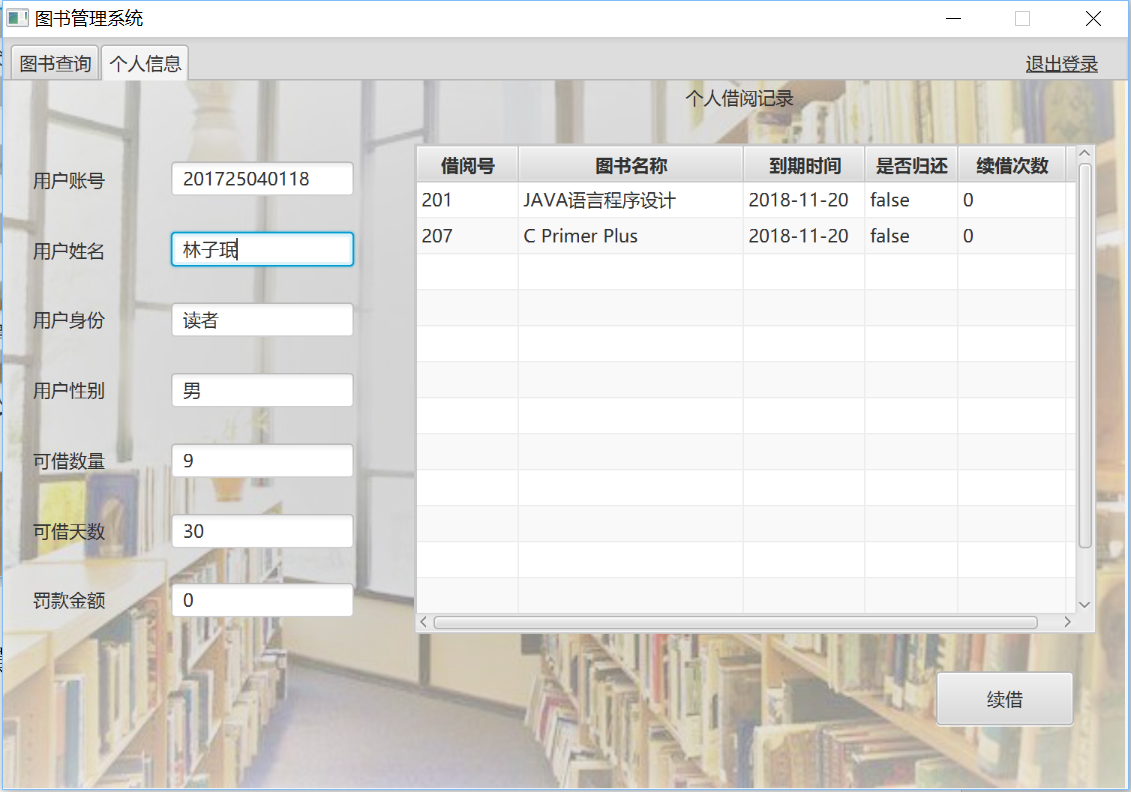 图书管理系统
图书查询 个人信息 退出登录
个人借阅记录
用户账号 201725040118
用户姓名 林子珉
用户身份 读者
用户性别 男
可借数量 9
可借天数 30
罚款金额 0
借阅号 图书名称 到期时间 是否归还 续借次数
201 JAVA语言程序设计 2018-11-20 false 0
207 C Primer Plus 2018-11-20 false 0
续借